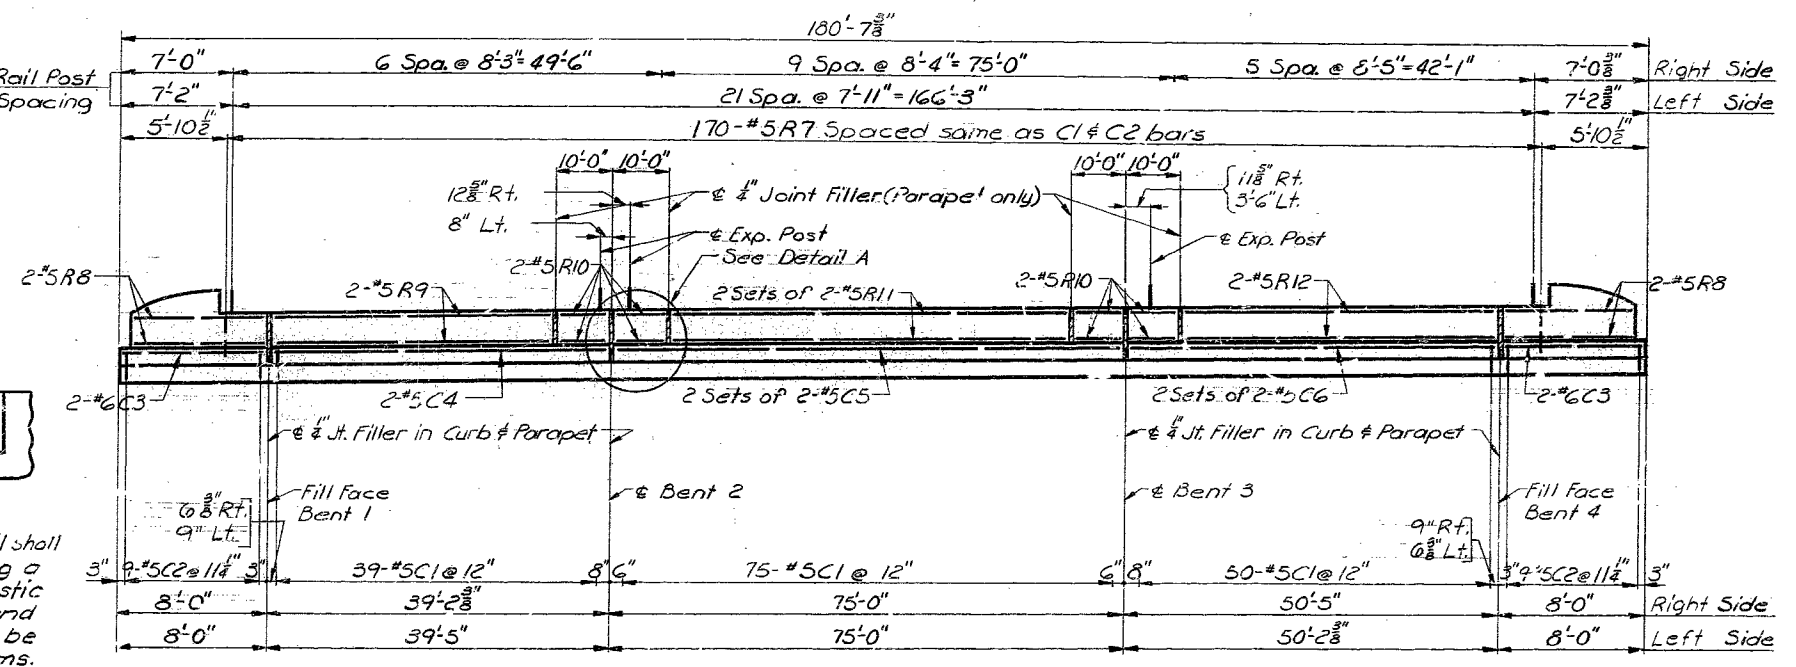 180'-7 3/8"
7'-0" 6 Spa. @ 8'-3" = 49'-6" 9 Spa. @ 8'-4" = 75'-0" 5 Spa. @ 8'-5" = 42'-1" 7'-0 3/8" Right Side
Rail Post
Spacing
7'-2" 21 Spa. @ 7'-11" = 166'-3" 7'-2 3/8" Left Side
5'-10 1/2" 170-#5R7 Spaced same as C1 & C2 bars 5'-10 1/2"
10'-0" 10'-0" 10'-0" 10'-0"
12 5/8" Rt.
8" Lt.
℄ 1/4" Joint Filler (Parapet only)
11 5/8" Rt.
3'-6" Lt.
℄ Exp. Post
See Detail A
℄ Exp. Post
2-#5R8 2-#5R9 2-#5R10 2 Sets of 2-#5R11 2-#5R10 2-#5R12 2-#5R8
2-#6C3 2-#5C4 2 Sets of 2-#5C5 2 Sets of 2-#5C6 2-#6C3
℄ 1/4" Jt. Filler in Curb & Parapet ℄ 1/4" Jt. Filler in Curb & Parapet
Fill Face
Bent 1
℄ Bent 2 ℄ Bent 3
Fill Face
Bent 4
6 3/8" Rt.
9" Lt.
9" Rt.
6 3/8" Lt.
shall
a
be
3" 9-#5C2 @ 11 1/4" 3" 39-#5C1 @ 12" 8" 6" 75-#5C1 @ 12" 6" 8" 50-#5C1 @ 12" 3" 9-#5C2 @ 11 1/4" 3"
8'-0" 39'-2 3/8" 75'-0" 50'-5" 8'-0" Right Side
8'-0" 39'-5" 75'-0" 50'-2 3/8" 8'-0" Left Side